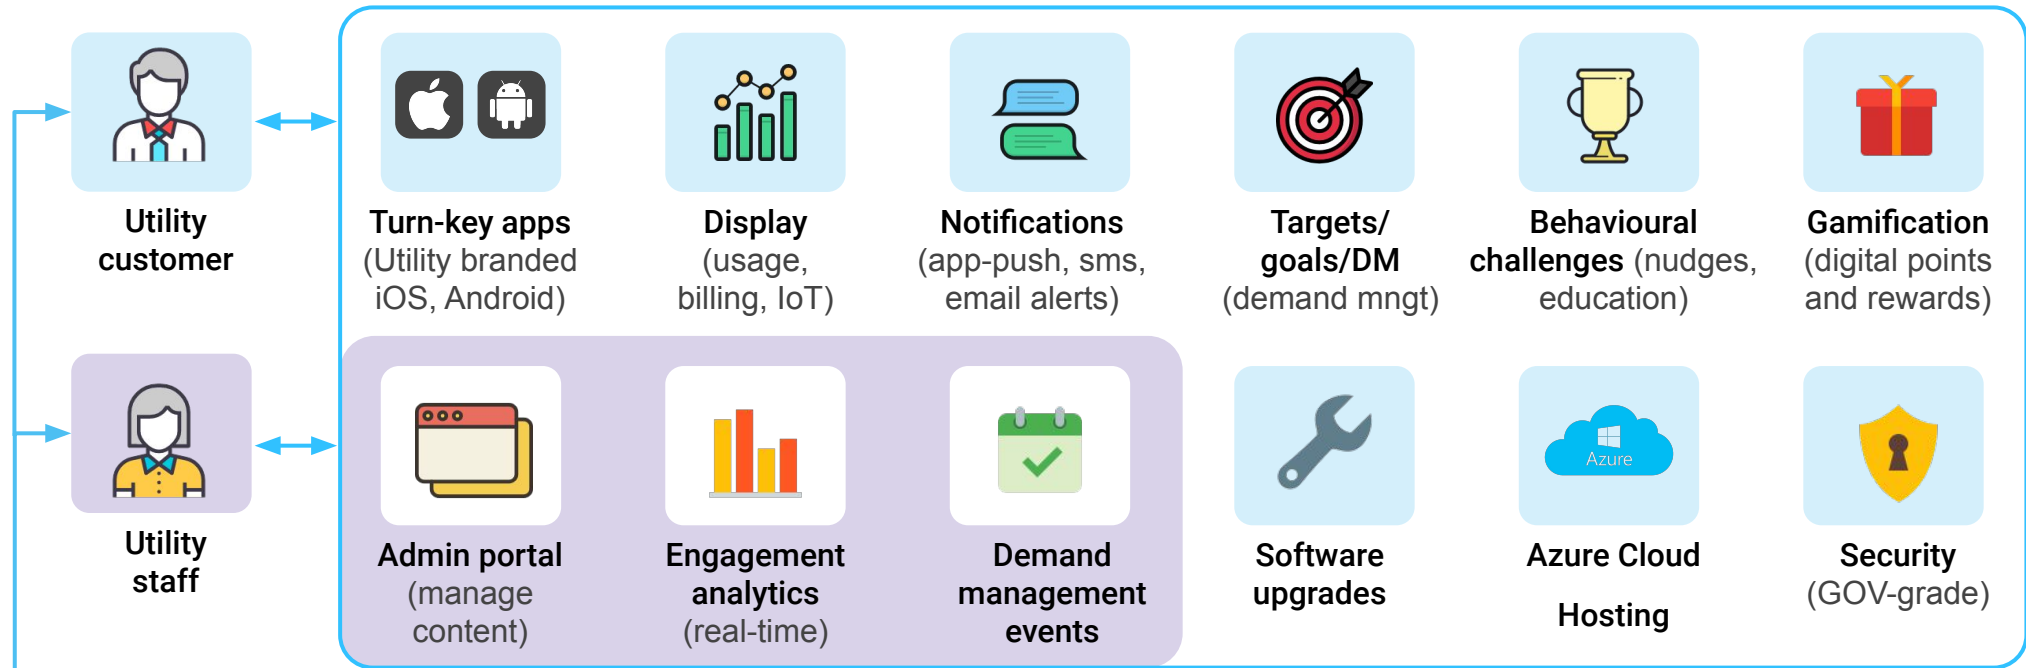 Utility
customer
Turn-key apps
(Utility branded
iOS, Android)
Display
(usage,
billing, IoT)
Notifications
(app-push, sms,
email alerts)
Targets/
goals/DM
(demand mngt)
Behavioural
challenges (nudges,
education)
Gamification
(digital points
and rewards)
Utility
staff
Admin portal
(manage
content)
Engagement
analytics
(real-time)
Demand
management
events
Software
upgrades
Azure
Azure Cloud
Hosting
Security
(GOV-grade)